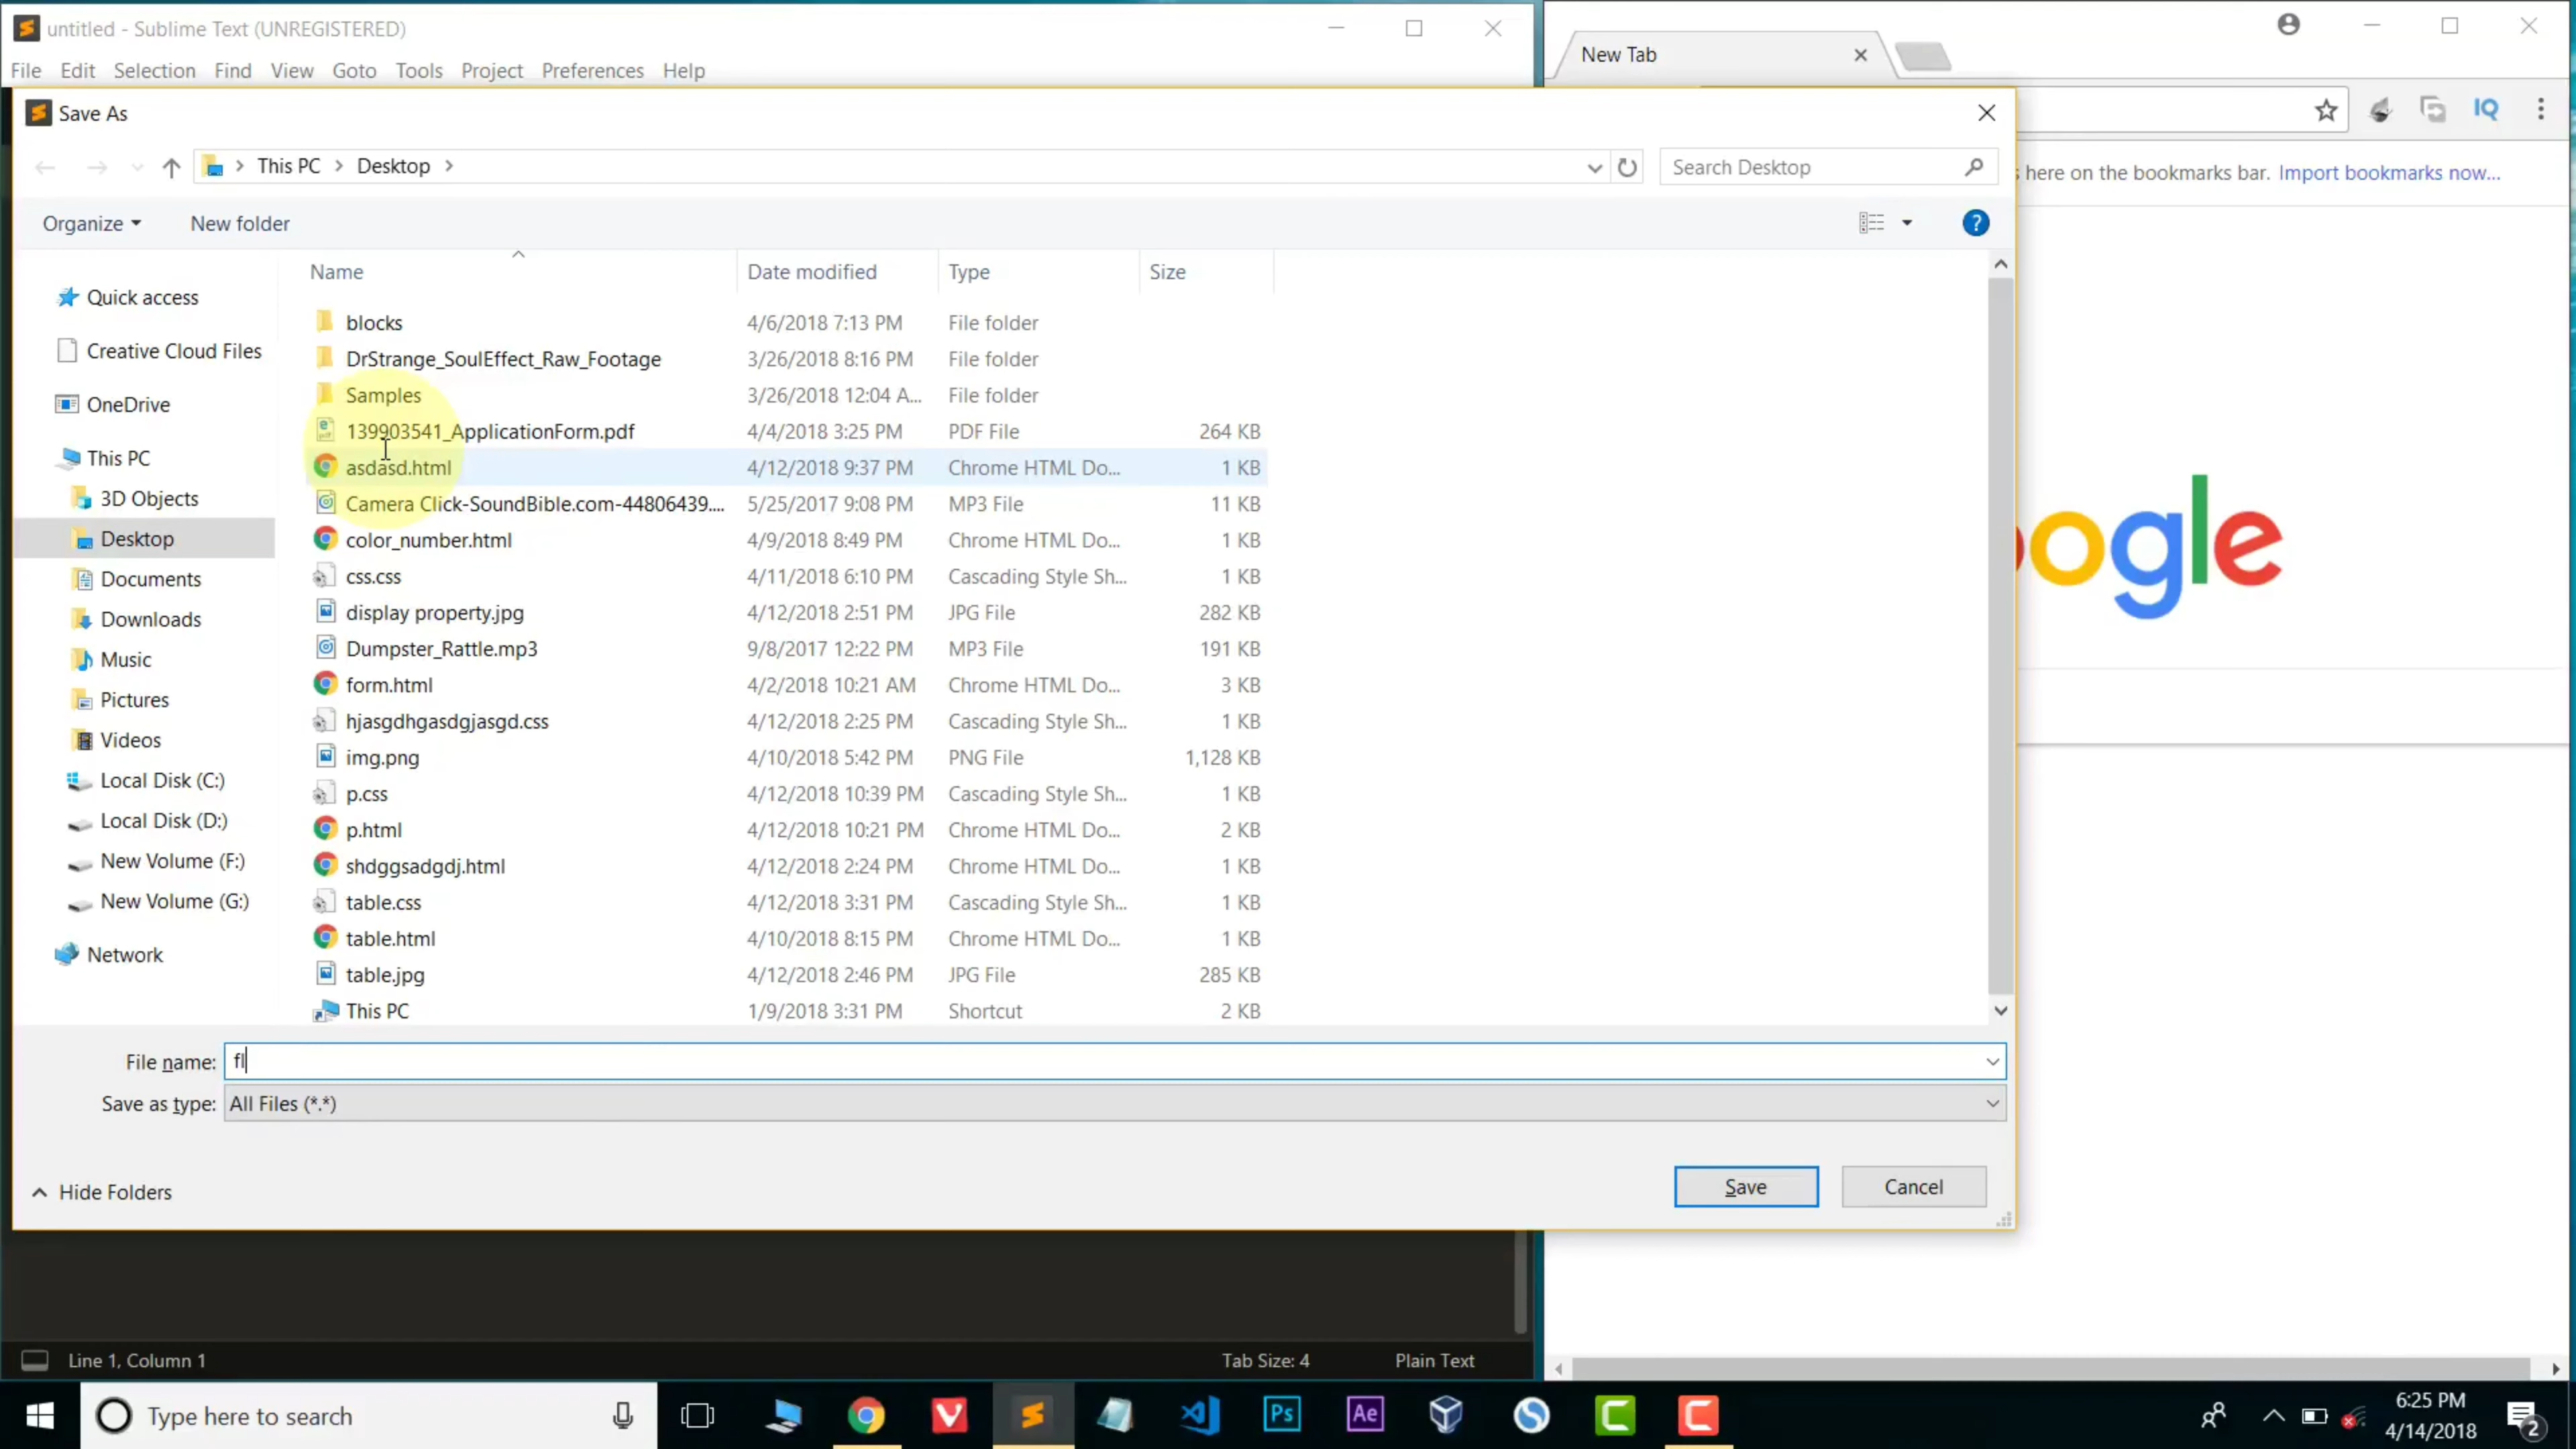 untitled - Sublime Text (UNREGISTERED)
File Edit Selection Find View Goto Tools Project Preferences Help
New Tab
Save As
This PC > Desktop >
Search Desktop
IQ
s here on the bookmarks bar. Import bookmarks now...
Organize
New folder
?
Name Date modified Type Size
Quick access
Creative Cloud Files
OneDrive
This PC
3D Objects
Desktop
Documents
Downloads
Music
Pictures
Videos
Local Disk (C:)
Local Disk (D:)
New Volume (F:)
New Volume (G:)
Network
blocks 4/6/2018 7:13 PM File folder
DrStrange_SoulEffect_Raw_Footage 3/26/2018 8:16 PM File folder
Samples 3/26/2018 12:04 A... File folder
139903541_ApplicationForm.pdf 4/4/2018 3:25 PM PDF File 264 KB
asdasd.html 4/12/2018 9:37 PM Chrome HTML Do... 1 KB
Camera Click-SoundBible.com-44806439.... 5/25/2017 9:08 PM MP3 File 11 KB
color_number.html 4/9/2018 8:49 PM Chrome HTML Do... 1 KB
css.css 4/11/2018 6:10 PM Cascading Style Sh... 1 KB
display property.jpg 4/12/2018 2:51 PM JPG File 282 KB
Dumpster_Rattle.mp3 9/8/2017 12:22 PM MP3 File 191 KB
form.html 4/2/2018 10:21 AM Chrome HTML Do... 3 KB
hjasgdhgasdgjasgd.css 4/12/2018 2:25 PM Cascading Style Sh... 1 KB
img.png 4/10/2018 5:42 PM PNG File 1,128 KB
p.css 4/12/2018 10:39 PM Cascading Style Sh... 1 KB
p.html 4/12/2018 10:21 PM Chrome HTML Do... 2 KB
shdggsadgdj.html 4/12/2018 2:24 PM Chrome HTML Do... 1 KB
table.css 4/12/2018 3:31 PM Cascading Style Sh... 1 KB
table.html 4/10/2018 8:15 PM Chrome HTML Do... 1 KB
table.jpg 4/12/2018 2:46 PM JPG File 285 KB
This PC 1/9/2018 3:31 PM Shortcut 2 KB
oogle
File name: fl
Save as type: All Files (*.*)
Hide Folders
Save Cancel
Line 1, Column 1 Tab Size: 4 Plain Text
Type here to search
Ps
Ae
6:25 PM
4/14/2018
2